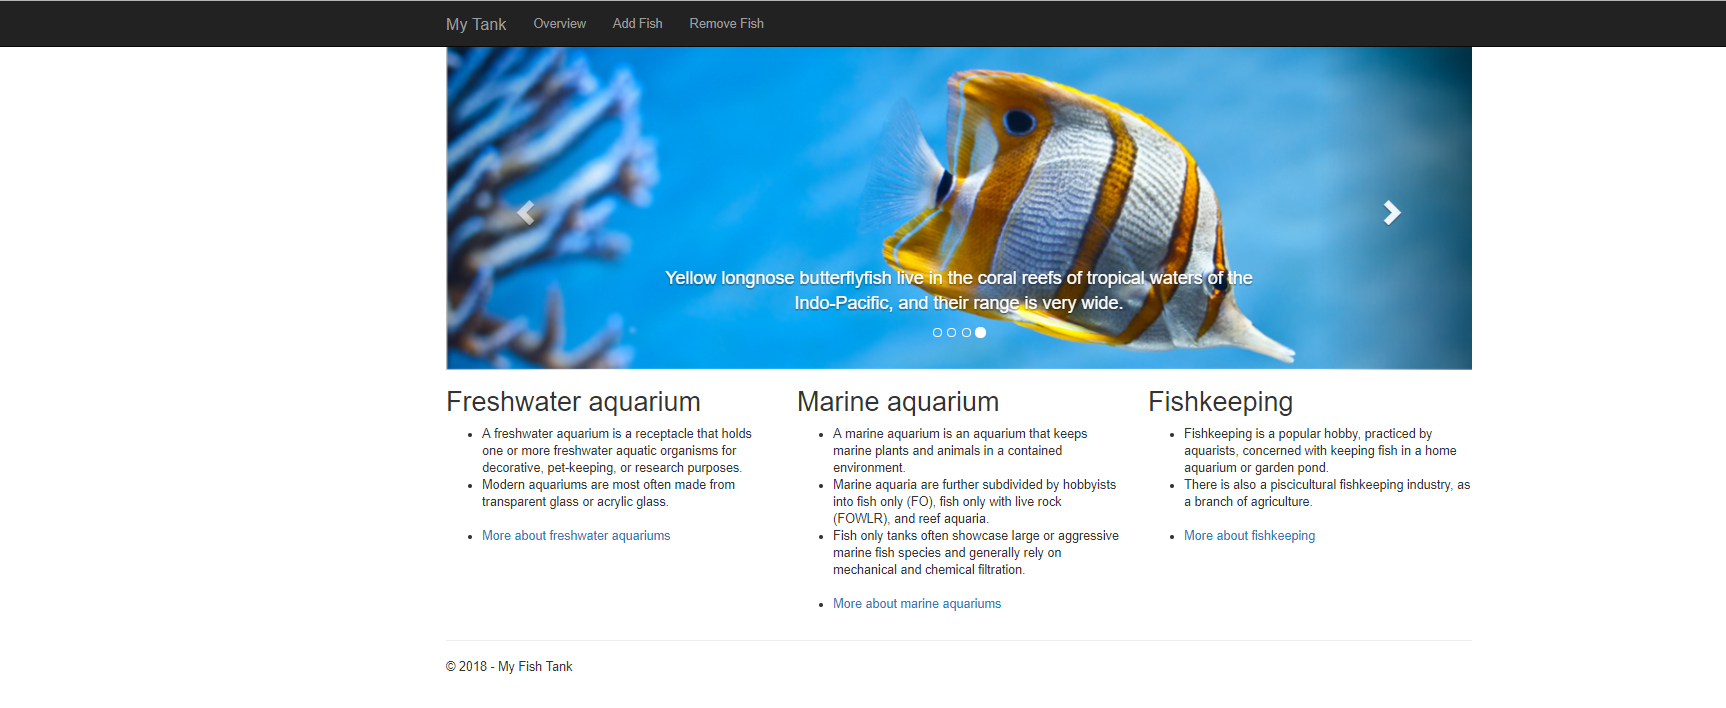 My Tank Overview Add Fish Remove Fish
Yellow longnose butterflyfish live in the coral reefs of tropical waters of the
Indo-Pacific, and their range is very wide.
Freshwater aquarium
A freshwater aquarium is a receptacle that holds
one or more freshwater aquatic organisms for
decorative, pet-keeping, or research purposes.
Modern aquariums are most often made from
transparent glass or acrylic glass.
More about freshwater aquariums
Marine aquarium
A marine aquarium is an aquarium that keeps
marine plants and animals in a contained
environment.
Marine aquaria are further subdivided by hobbyists
into fish only (FO), fish only with live rock
(FOWLR), and reef aquaria.
Fish only tanks often showcase large or aggressive
marine fish species and generally rely on
mechanical and chemical filtration.
More about marine aquariums
Fishkeeping
Fishkeeping is a popular hobby, practiced by
aquarists, concerned with keeping fish in a home
aquarium or garden pond.
There is also a piscicultural fishkeeping industry, as
a branch of agriculture.
More about fishkeeping
© 2018 - My Fish Tank